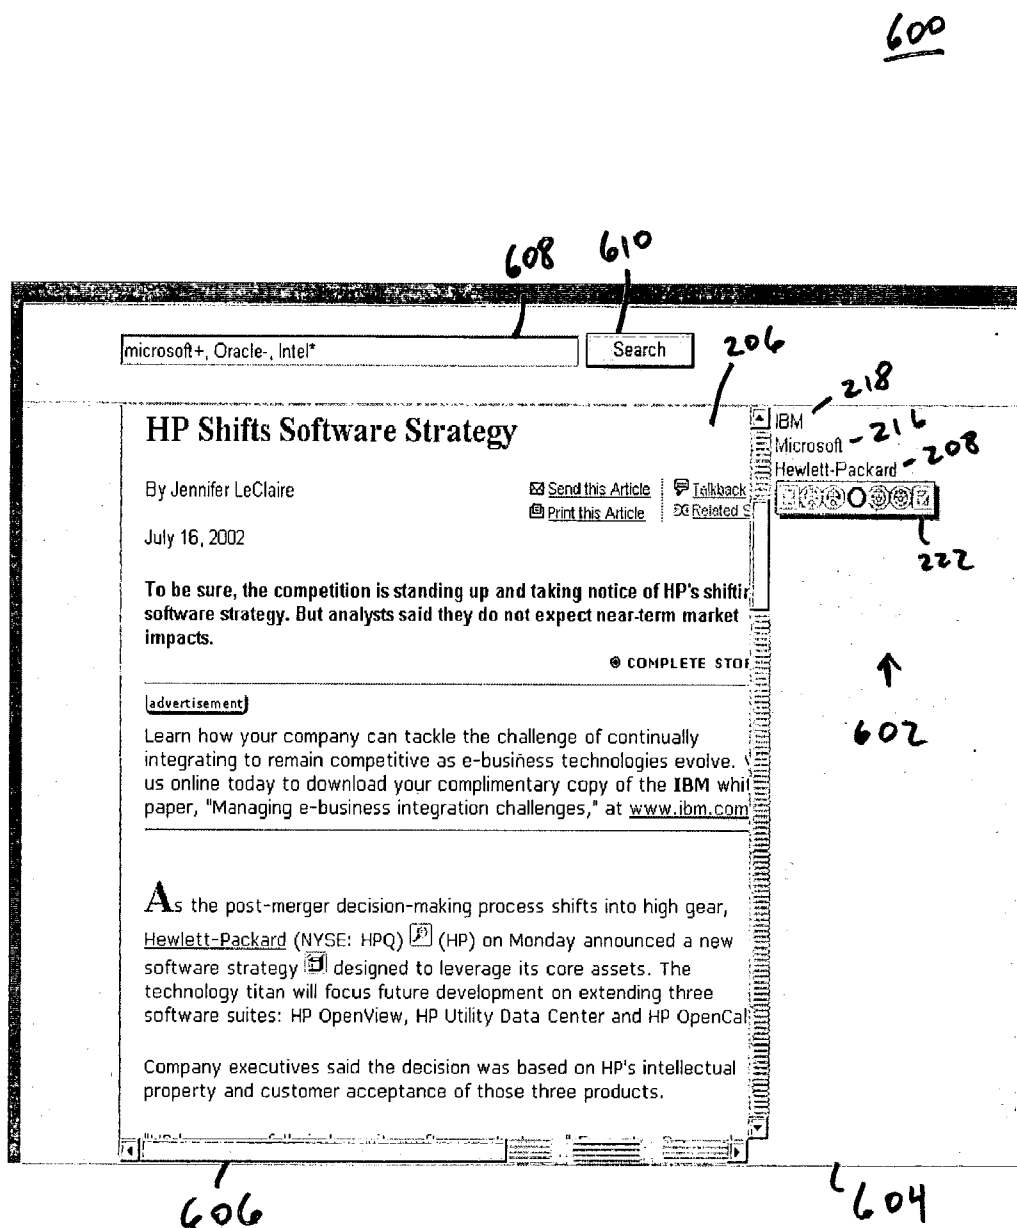 600
608
610
microsoft+, Oracle-, Intel*
Search
206
218
IBM
Microsoft - 216
Hewlett-Packard - 208
222
602
HP Shifts Software Strategy
By Jennifer LeClaire
Send this Article
Talkback
Print this Article
Related S
July 16, 2002
To be sure, the competition is standing up and taking notice of HP's shiftin
software strategy. But analysts said they do not expect near-term market
impacts.
COMPLETE STOR
advertisement
Learn how your company can tackle the challenge of continually
integrating to remain competitive as e-business technologies evolve.
us online today to download your complimentary copy of the IBM whit
paper, "Managing e-business integration challenges," at www.ibm.com
As the post-merger decision-making process shifts into high gear,
Hewlett-Packard (NYSE: HPQ) (HP) on Monday announced a new
software strategy designed to leverage its core assets. The
technology titan will focus future development on extending three
software suites: HP OpenView, HP Utility Data Center and HP OpenCal
Company executives said the decision was based on HP's intellectual
property and customer acceptance of those three products.
606
604